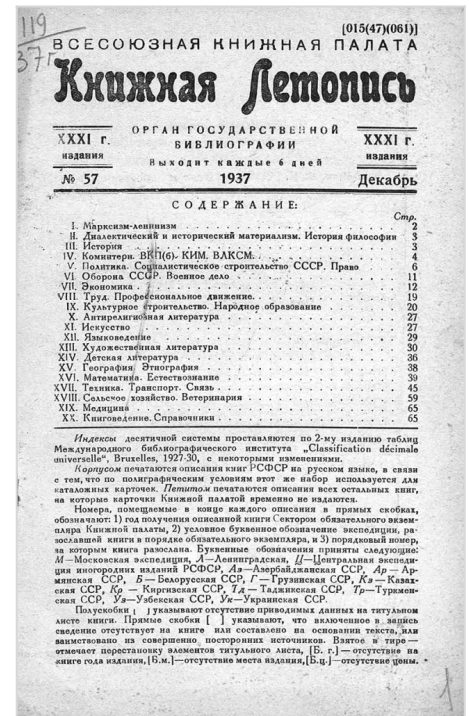 119
37г
[015(47)(061)]
ВСЕСОЮЗНАЯ КНИЖНАЯ ПАЛАТА
Книжная Летопись
XXXI г.
издания
ОРГАН ГОСУДАРСТВЕННОЙ
БИБЛИОГРАФИИ
Выходит каждые 6 дней
XXXI г.
издания
№ 57
1937
Декабрь
СОДЕРЖАНИЕ:
Стр.
I. Марксизм-ленинизм . . . 2
II. Диалектический и исторический материализм. История философии 3
III. История . . . 3
IV. Коминтерн. ВКП(б). КИМ. ВЛКСМ. . . . 4
V. Политика. Социалистическое строительство СССР. Право . . . 6
VI. Оборона СССР. Военное дело . . . 11
VII. Экономика . . . 12
VIII. Труд. Профессиональное движение. . . . 19
IX. Культурное строительство. Народное образование . . . 20
X. Антирелигиозная литература . . . 27
XI. Искусство . . . 27
XII. Языковедение . . . 29
XIII. Художественная литература . . . 30
XIV. Детская литература . . . 36
XV. География. Этнография . . . 38
XVI. Математика. Естествознание . . . 39
XVII. Техника. Транспорт. Связь . . . 45
XVIII. Сельское хозяйство. Ветеринария . . . 59
XIX. Медицина . . . 65
XX. Книговедение. Справочники . . . 65
Индексы десятичной системы проставляются по 2-му изданию таблиц
Международного библиографического института „Classification décimale
universelle“, Bruxelles, 1927-30, с некоторыми изменениями.
Корпусом печатаются описания книг РСФСР на русском языке, в связи
с тем, что по полиграфическим условиям этот же набор используется для
каталожных карточек. Петитом печатаются описания всех остальных книг,
на которые карточки Книжной палатой временно не издаются.
Номера, помещаемые в конце каждого описания в прямых скобках,
обозначают: 1) год получения описанной книги Сектором обязательного экзем-
пляра Книжной палаты, 2) условное буквенное обозначение экспедиции, ра-
зославшей книги в порядке обязательного экземпляра, и 3) порядковый номер,
за которым книга разослана. Буквенные обозначения приняты следующие:
М—Московская экспедиция, Л—Ленинградская, Ц—Центральная экспеди-
ция иногородних изданий РСФСР, Аз—Азербайджанская ССР, Ар—Ар-
мянская ССР, Б—Белорусская ССР, Г—Грузинская ССР, Кз—Казах-
ская ССР, Кр — Киргизская ССР, Тд — Таджикская ССР, Тр—Туркмен-
ская ССР, Уз—Узбекская ССР, Ук—Украинская ССР.
Полускобки ⌊ ⌋ указывают отсутствие приводимых данных на титульном
листе книги. Прямые скобки [ ] указывают, что включенное в запись
сведение отсутствует на книге или составлено на основании текста, или
заимствовано из совершенно посторонних источников. Взятое в тире—
отмечает перестановку элементов титульного листа, [Б. г.] — отсутствие на
книге года издания, [Б.м.]—отсутствие места издания, [Б.ц.]—отсутствие цены.
1